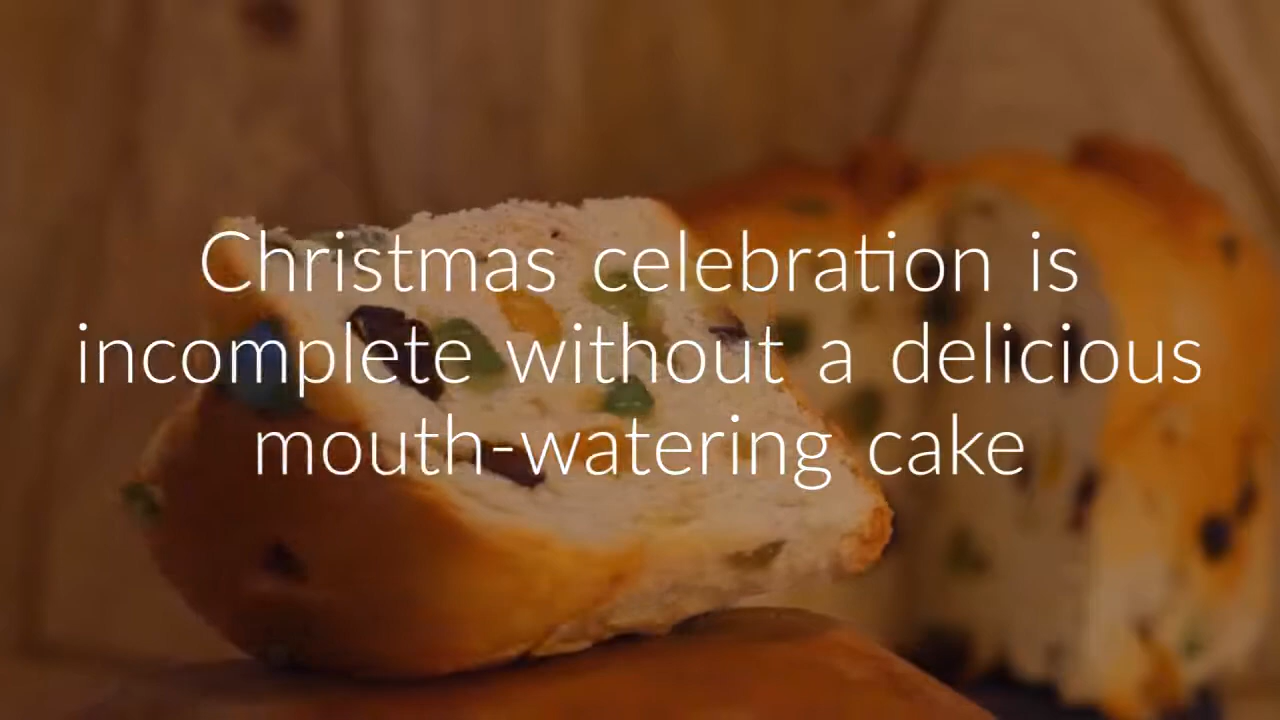 Christmas celebration is
incomplete without a delicious
mouth-watering cake